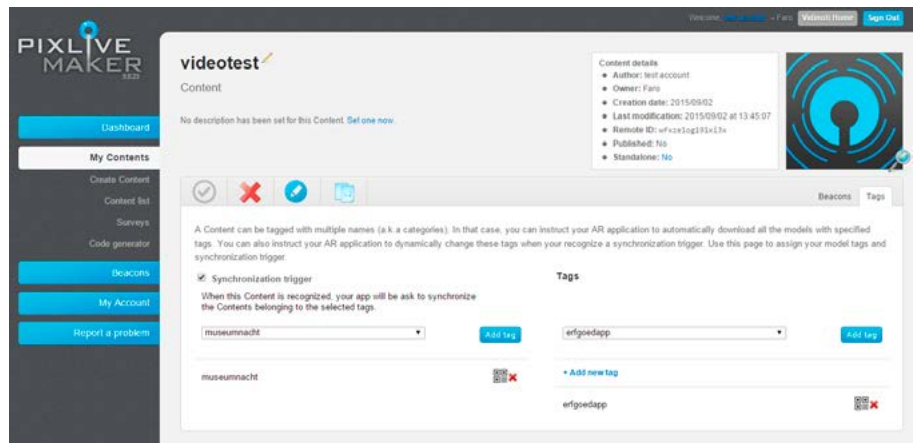 Welcome, - Faro Vidinoti Home Sign Out
PIXLIVE
MAKER
Dashboard
My Contents
Create Content
Content list
Surveys
Code generator
Beacons
My Account
Report a problem
videotest
Content
No description has been set for this Content. Set one now.
Content details
Author: test account
Owner: Faro
Creation date: 2015/09/02
Last modification: 2015/09/02 at 13:45:07
Remote ID:
Published: No
Standalone: No
Beacons Tags
A Content can be tagged with multiple names (a.k.a categories). In that case, you can instruct your AR application to automatically download all the models with specified
tags. You can also instruct your AR application to dynamically change these tags when your recognize a synchronization trigger. Use this page to assign your model tags and
synchronization trigger.
Synchronization trigger
When this Content is recognized, your app will be ask to synchronize
the Contents belonging to the selected tags.
museumnacht Add tag
museumnacht
Tags
erfgoedapp Add tag
+ Add new tag
erfgoedapp